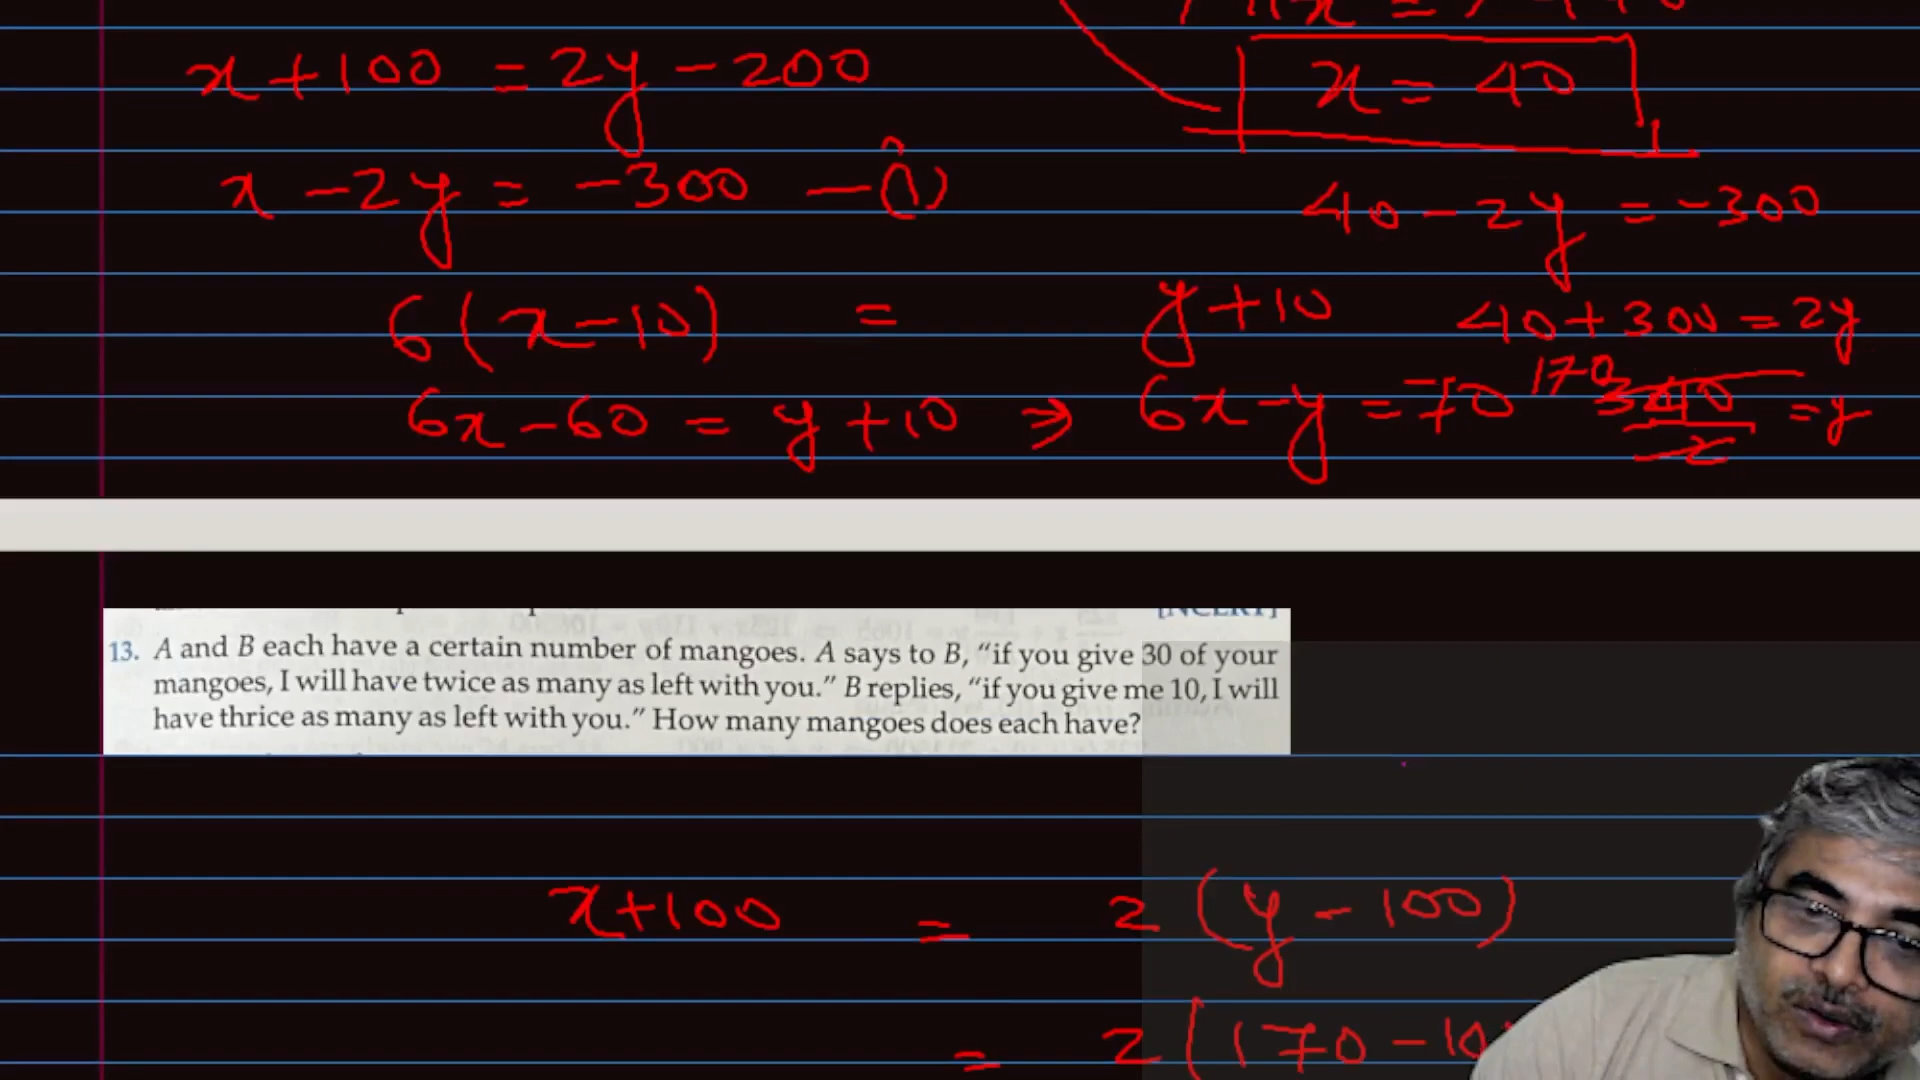 x = 40
x + 100 = 2y - 200
x - 2y = -300 - (1)
40 - 2y = -300
6(x - 10) = y + 10
40 + 300 = 2y
6x - 60 = y + 10 ⇒ 6x - y = 70
170 340/2 = y
[NCERT]
13. A and B each have a certain number of mangoes. A says to B, “if you give 30 of your
mangoes, I will have twice as many as left with you.” B replies, “if you give me 10, I will
have thrice as many as left with you.” How many mangoes does each have?
x + 100 = 2(y - 100)
= 2(170 - 10